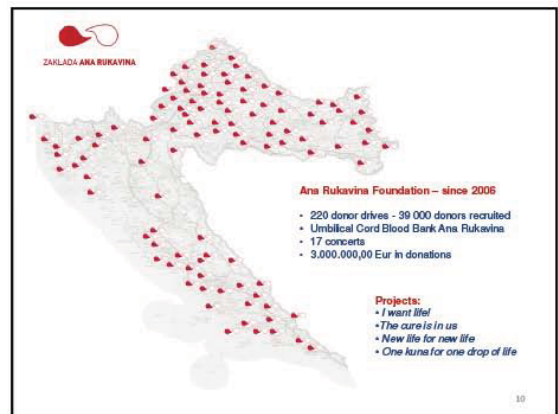 ZAKLADA ANA RUKAVINA
Ana Rukavina Foundation – since 2006
• 220 donor drives - 39 000 donors recruited
• Umbilical Cord Blood Bank Ana Rukavina
• 17 concerts
• 3.000.000,00 Eur in donations
Projects:
• I want life!
•The cure is in us
• New life for new life
• One kuna for one drop of life
10